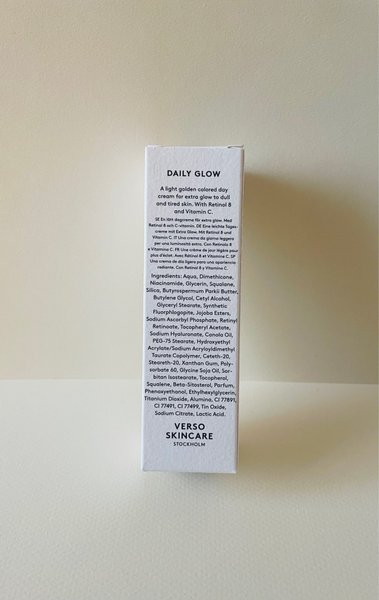 DAILY GLOW
A light golden colored day
cream for extra glow to dull
and tired skin. With Retinol 8
and Vitamin C.
SE En lätt dagcreme för extra glow. Med
Retinol 8 och C-vitamin. DE Eine leichte Tages-
creme mit Extra Glow. Mit Retinol 8 und
Vitamin C. IT Una crema da giorno leggera
per una luminosità extra. Con Retinolo 8
e Vitamina C. FR Une crème de jour légère pour
plus d'éclat. Avec Rétinol 8 et Vitamine C. SP
Una crema de día ligera para una apariencia
radiante. Con Retinol 8 y Vitamina C.
Ingredients: Aqua, Dimethicone,
Niacinamide, Glycerin, Squalane,
Silica, Butyrospermum Parkii Butter,
Butylene Glycol, Cetyl Alcohol,
Glyceryl Stearate, Synthetic
Fluorphlogopite, Jojoba Esters,
Sodium Ascorbyl Phosphate, Retinyl
Retinoate, Tocopheryl Acetate,
Sodium Hyaluronate, Canola Oil,
PEG-75 Stearate, Hydroxyethyl
Acrylate/Sodium Acryloyldimethyl
Taurate Copolymer, Ceteth-20,
Steareth-20, Xanthan Gum, Poly-
sorbate 60, Glycine Soja Oil, Sor-
bitan Isostearate, Tocopherol,
Squalene, Beta-Sitosterol, Parfum,
Phenoxyethanol, Ethylhexylglycerin,
Titanium Dioxide, Alumina, CI 77891,
CI 77491, CI 77499, Tin Oxide,
Sodium Citrate, Lactic Acid.
VERSO
SKINCARE
STOCKHOLM